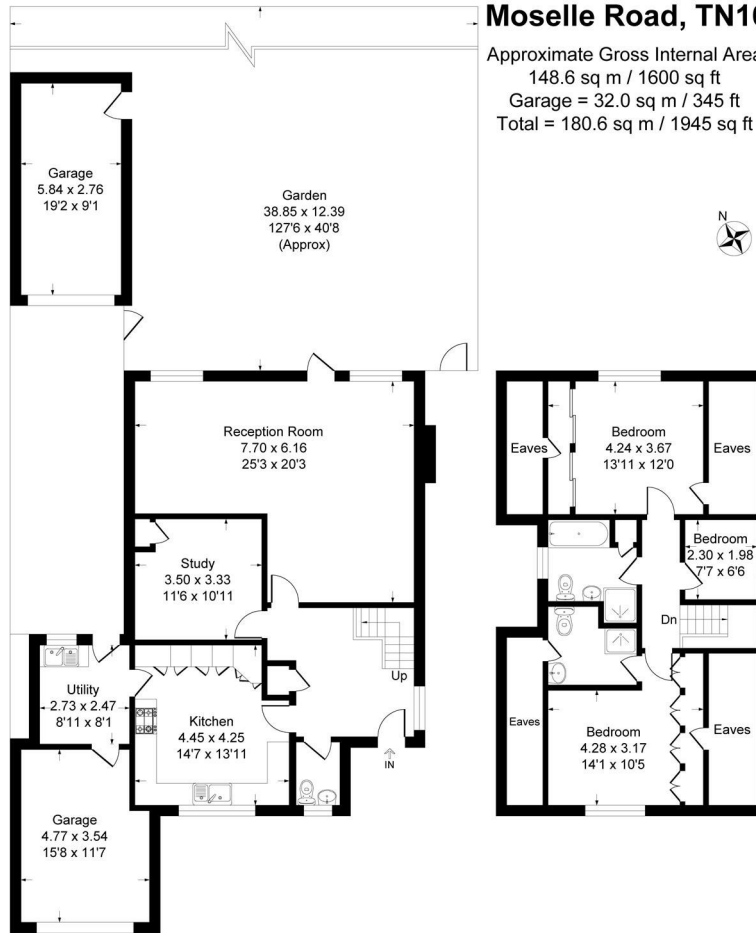 Moselle Road, TN16
Approximate Gross Internal Area
148.6 sq m / 1600 sq ft
Garage = 32.0 sq m / 345 sq ft
Total = 180.6 sq m / 1945 sq ft
N
Garage
5.84 x 2.76
19'2 x 9'1
Garden
38.85 x 12.39
127'6 x 40'8
(Approx)
Reception Room
7.70 x 6.16
25'3 x 20'3
Study
3.50 x 3.33
11'6 x 10'11
Utility
2.73 x 2.47
8'11 x 8'1
Kitchen
4.45 x 4.25
14'7 x 13'11
Up
IN
Garage
4.77 x 3.54
15'8 x 11'7
Eaves
Bedroom
4.24 x 3.67
13'11 x 12'0
Eaves
Bedroom
2.30 x 1.98
7'7 x 6'6
Dn
Eaves
Bedroom
4.28 x 3.17
14'1 x 10'5
Eaves